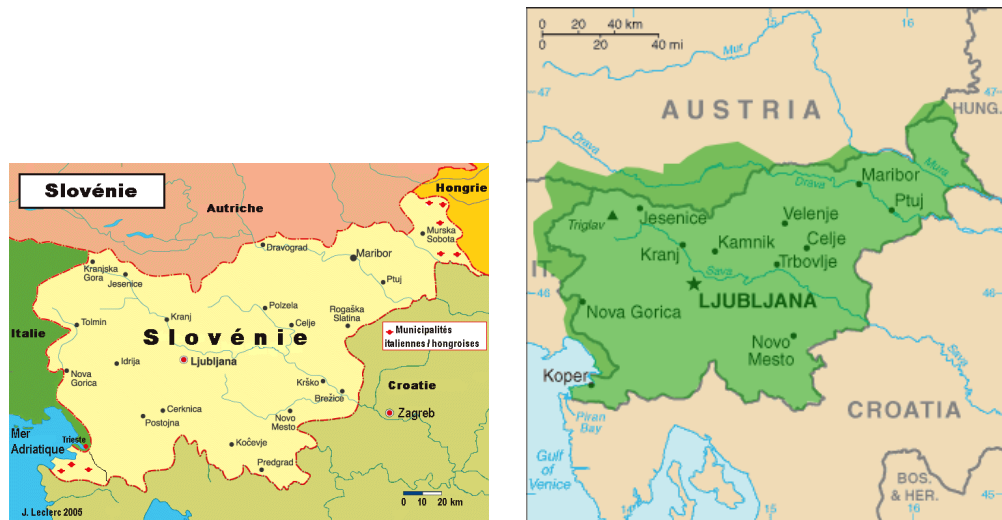 Slovénie
Hongrie
Autriche
Murska
Sobota
Dravograd
Maribor
Kranjska
Gora
Jesenice
Ptuj
Polzela
Rogaška
Slatina
Kranj
Celje
Tolmin
Italie
Slovénie
Municipalités
italiennes / hongroises
Idrija
Ljubljana
Nova
Gorica
Krško
Brežice
Croatie
Zagreb
Cerknica
Postojna
Novo
Mesto
Mer
Adriatique
Trieste
Kočevje
Predgrad
J. Leclerc 2005
0 10 20 km
0 20 40 km
0 20 40 mi
15
16
Mur
47
47
AUSTRIA
HUNG.
Drava
Drava
Mura
Maribor
Ptuj
Jesenice
Triglav
Velenje
Kranj
Kamnik
Celje
Trbovlje
IT.
Sava
46
46
LJUBLJANA
Nova Gorica
Novo
Mesto
Sava
Koper
Piran
Bay
CROATIA
Gulf
of
Venice
BOS.
& HER.
45
14
15
16